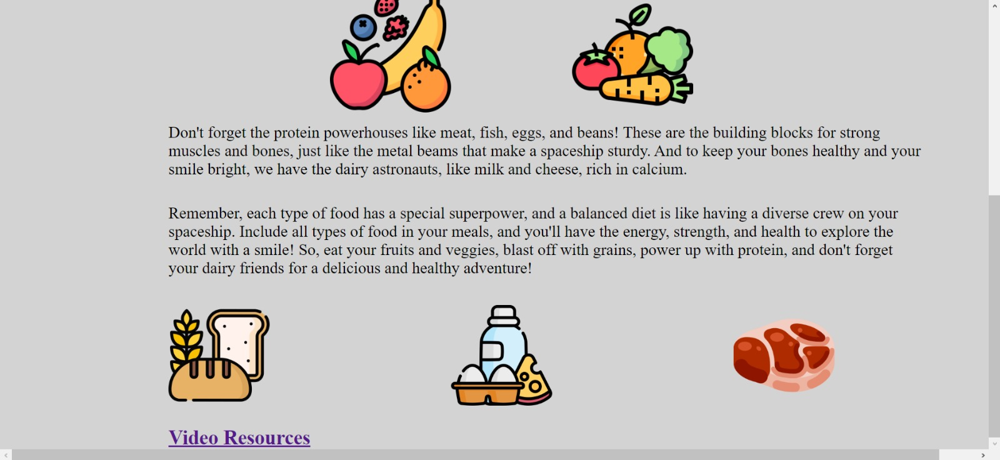 Don't forget the protein powerhouses like meat, fish, eggs, and beans! These are the building blocks for strong
muscles and bones, just like the metal beams that make a spaceship sturdy. And to keep your bones healthy and your
smile bright, we have the dairy astronauts, like milk and cheese, rich in calcium.
Remember, each type of food has a special superpower, and a balanced diet is like having a diverse crew on your
spaceship. Include all types of food in your meals, and you'll have the energy, strength, and health to explore the
world with a smile! So, eat your fruits and veggies, blast off with grains, power up with protein, and don't forget
your dairy friends for a delicious and healthy adventure!
Video Resources